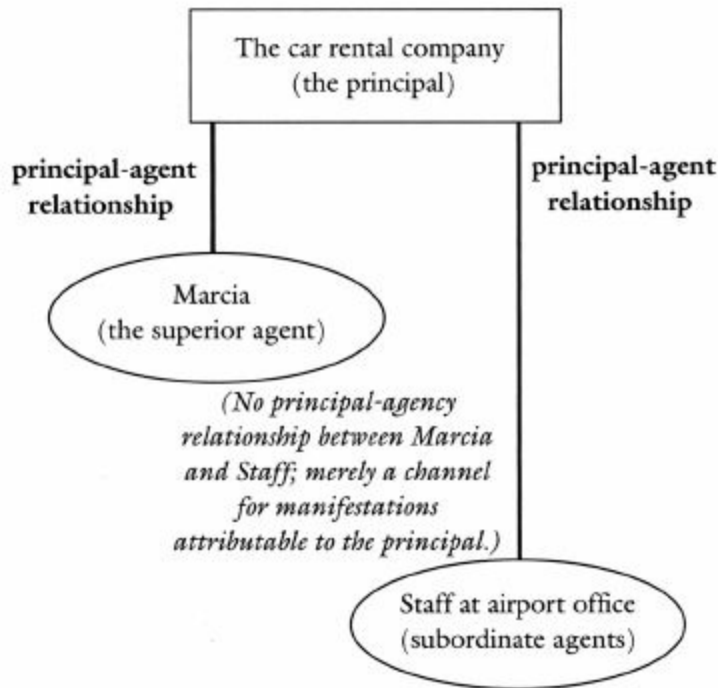 The car rental company
(the principal)
principal-agent
relationship
principal-agent
relationship
Marcia
(the superior agent)
(No principal-agency
relationship between Marcia
and Staff; merely a channel
for manifestations
attributable to the principal.)
Staff at airport office
(subordinate agents)